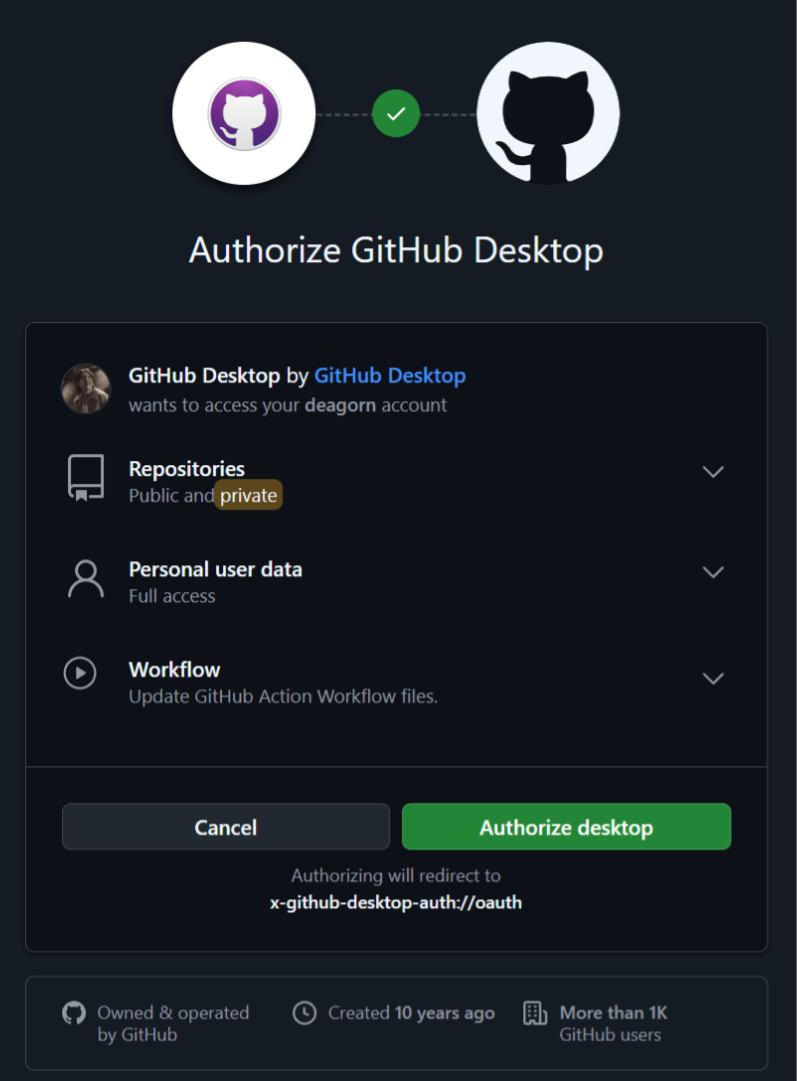 Authorize GitHub Desktop
GitHub Desktop by GitHub Desktop
wants to access your deagorn account
Repositories
Public and private
Personal user data
Full access
Workflow
Update GitHub Action Workflow files.
Cancel
Authorize desktop
Authorizing will redirect to
x-github-desktop-auth://oauth
Owned & operated
by GitHub
Created 10 years ago
More than 1K
GitHub users